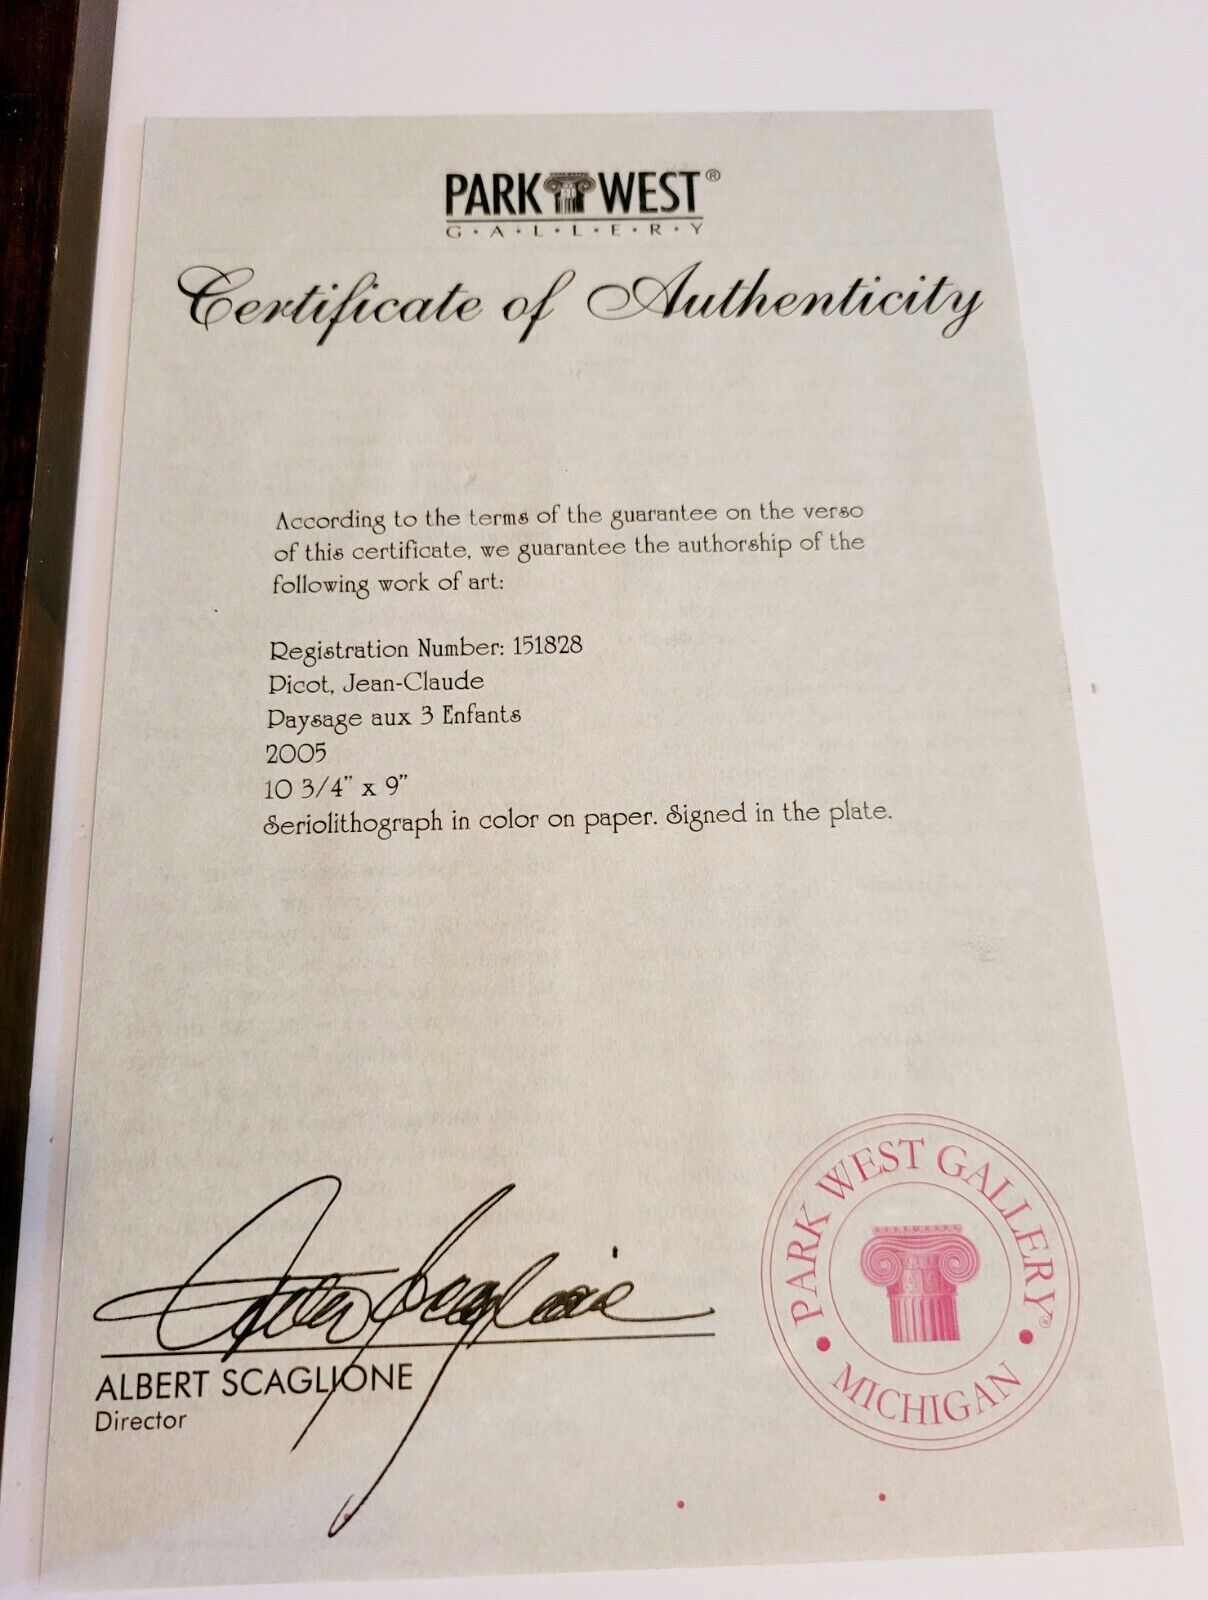 PARK WEST®
G·A·L·L·E·R·Y
Certificate of Authenticity
According to the terms of the guarantee on the verso
of this certificate, we guarantee the authorship of the
following work of art:
Registration Number: 151828
Picot, Jean-Claude
Paysage aux 3 Enfants
2005
10 3/4” x 9”
Seriolithograph in color on paper. Signed in the plate.
ALBERT SCAGLIONE
Director
PARK WEST GALLERY®
• MICHIGAN •